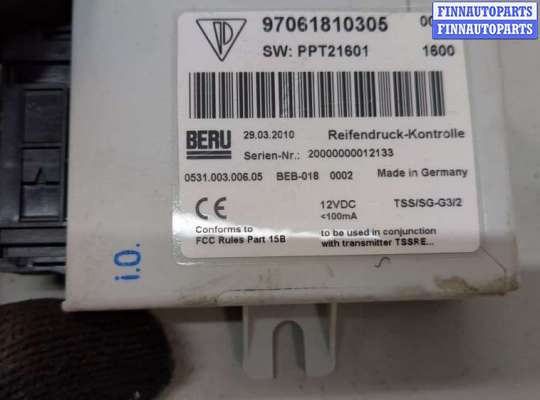 FINNAUTOPARTS
FINNAUTOPARTS
97061810305
SW: PPT21601 1600
BERU 29.03.2010 Reifendruck-Kontrolle
Serien-Nr.: 20000000012133
0531.003.006.05 BEB-018 0002 Made in Germany
CE 12VDC TSS/SG-G3/2
<100mA
Conforms to to be used in conjunction
FCC Rules Part 15B with transmitter TSSRE...
i.O.